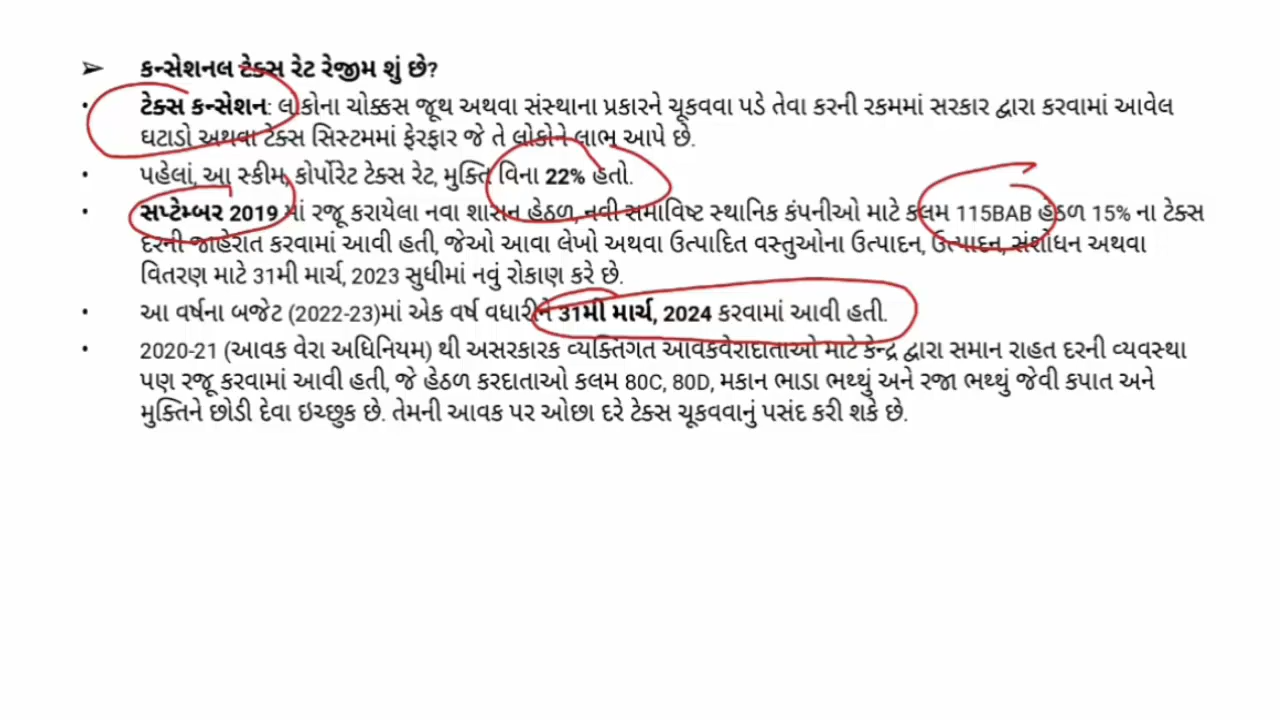 ➢ કન્સેશનલ ટેક્સ રેટ રેજીમ શું છે?
• ટેક્સ કન્સેશન: લોકોના ચોક્કસ જૂથ અથવા સંસ્થાના પ્રકારને ચૂકવવા પડે તેવા કરની રકમમાં સરકાર દ્વારા કરવામાં આવેલ
ઘટાડો અથવા ટેક્સ સિસ્ટમમાં ફેરફાર જે તે લોકોને લાભ આપે છે.
• પહેલાં, આ સ્કીમ, કોર્પોરેટ ટેક્સ રેટ, મુક્તિ વિના 22% હતો.
• સપ્ટેમ્બર 2019 માં રજૂ કરાયેલા નવા શાસન હેઠળ, નવી સમાવિષ્ટ સ્થાનિક કંપનીઓ માટે કલમ 115BAB હેઠળ 15% ના ટેક્સ
દરની જાહેરાત કરવામાં આવી હતી, જેઓ આવા લેખો અથવા ઉત્પાદિત વસ્તુઓના ઉત્પાદન, ઉત્પાદન, સંશોધન અથવા
વિતરણ માટે 31મી માર્ચ, 2023 સુધીમાં નવું રોકાણ કરે છે.
• આ વર્ષના બજેટ (2022-23)માં એક વર્ષ વધારીને 31મી માર્ચ, 2024 કરવામાં આવી હતી.
• 2020-21 (આવક વેરા અધિનિયમ) થી અસરકારક વ્યક્તિગત આવકવેરાદાતાઓ માટે કેન્દ્ર દ્વારા સમાન રાહત દરની વ્યવસ્થા
પણ રજૂ કરવામાં આવી હતી, જે હેઠળ કરદાતાઓ કલમ 80C, 80D, મકાન ભાડા ભથ્થું અને રજા ભથ્થું જેવી કપાત અને
મુક્તિને છોડી દેવા ઇચ્છુક છે. તેમની આવક પર ઓછા દરે ટેક્સ ચૂકવવાનું પસંદ કરી શકે છે.